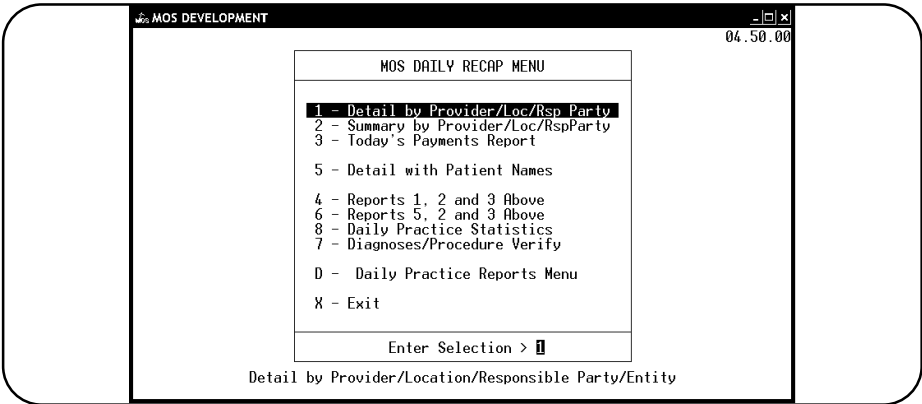 MOS MOS DEVELOPMENT
04.50.00
MOS DAILY RECAP MENU
1 - Detail by Provider/Loc/Rsp Party
2 - Summary by Provider/Loc/RspParty
3 - Today's Payments Report
5 - Detail with Patient Names
4 - Reports 1, 2 and 3 Above
6 - Reports 5, 2 and 3 Above
8 - Daily Practice Statistics
7 - Diagnoses/Procedure Verify
D - Daily Practice Reports Menu
X - Exit
Enter Selection > 1
Detail by Provider/Location/Responsible Party/Entity